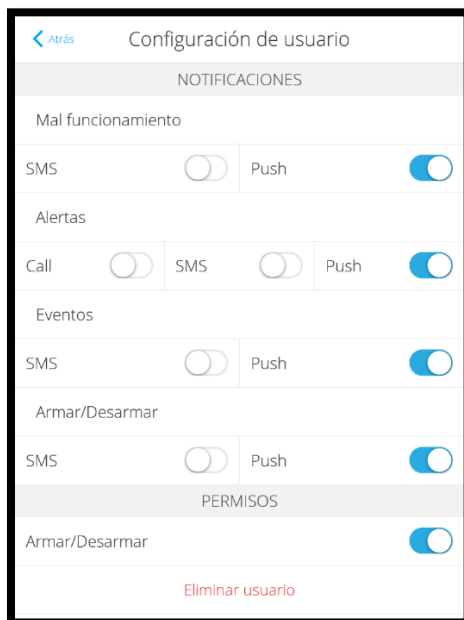 Atrás Configuración de usuario
NOTIFICACIONES
Mal funcionamiento
SMS Push
Alertas
Call SMS Push
Eventos
SMS Push
Armar/Desarmar
SMS Push
PERMISOS
Armar/Desarmar
Eliminar usuario